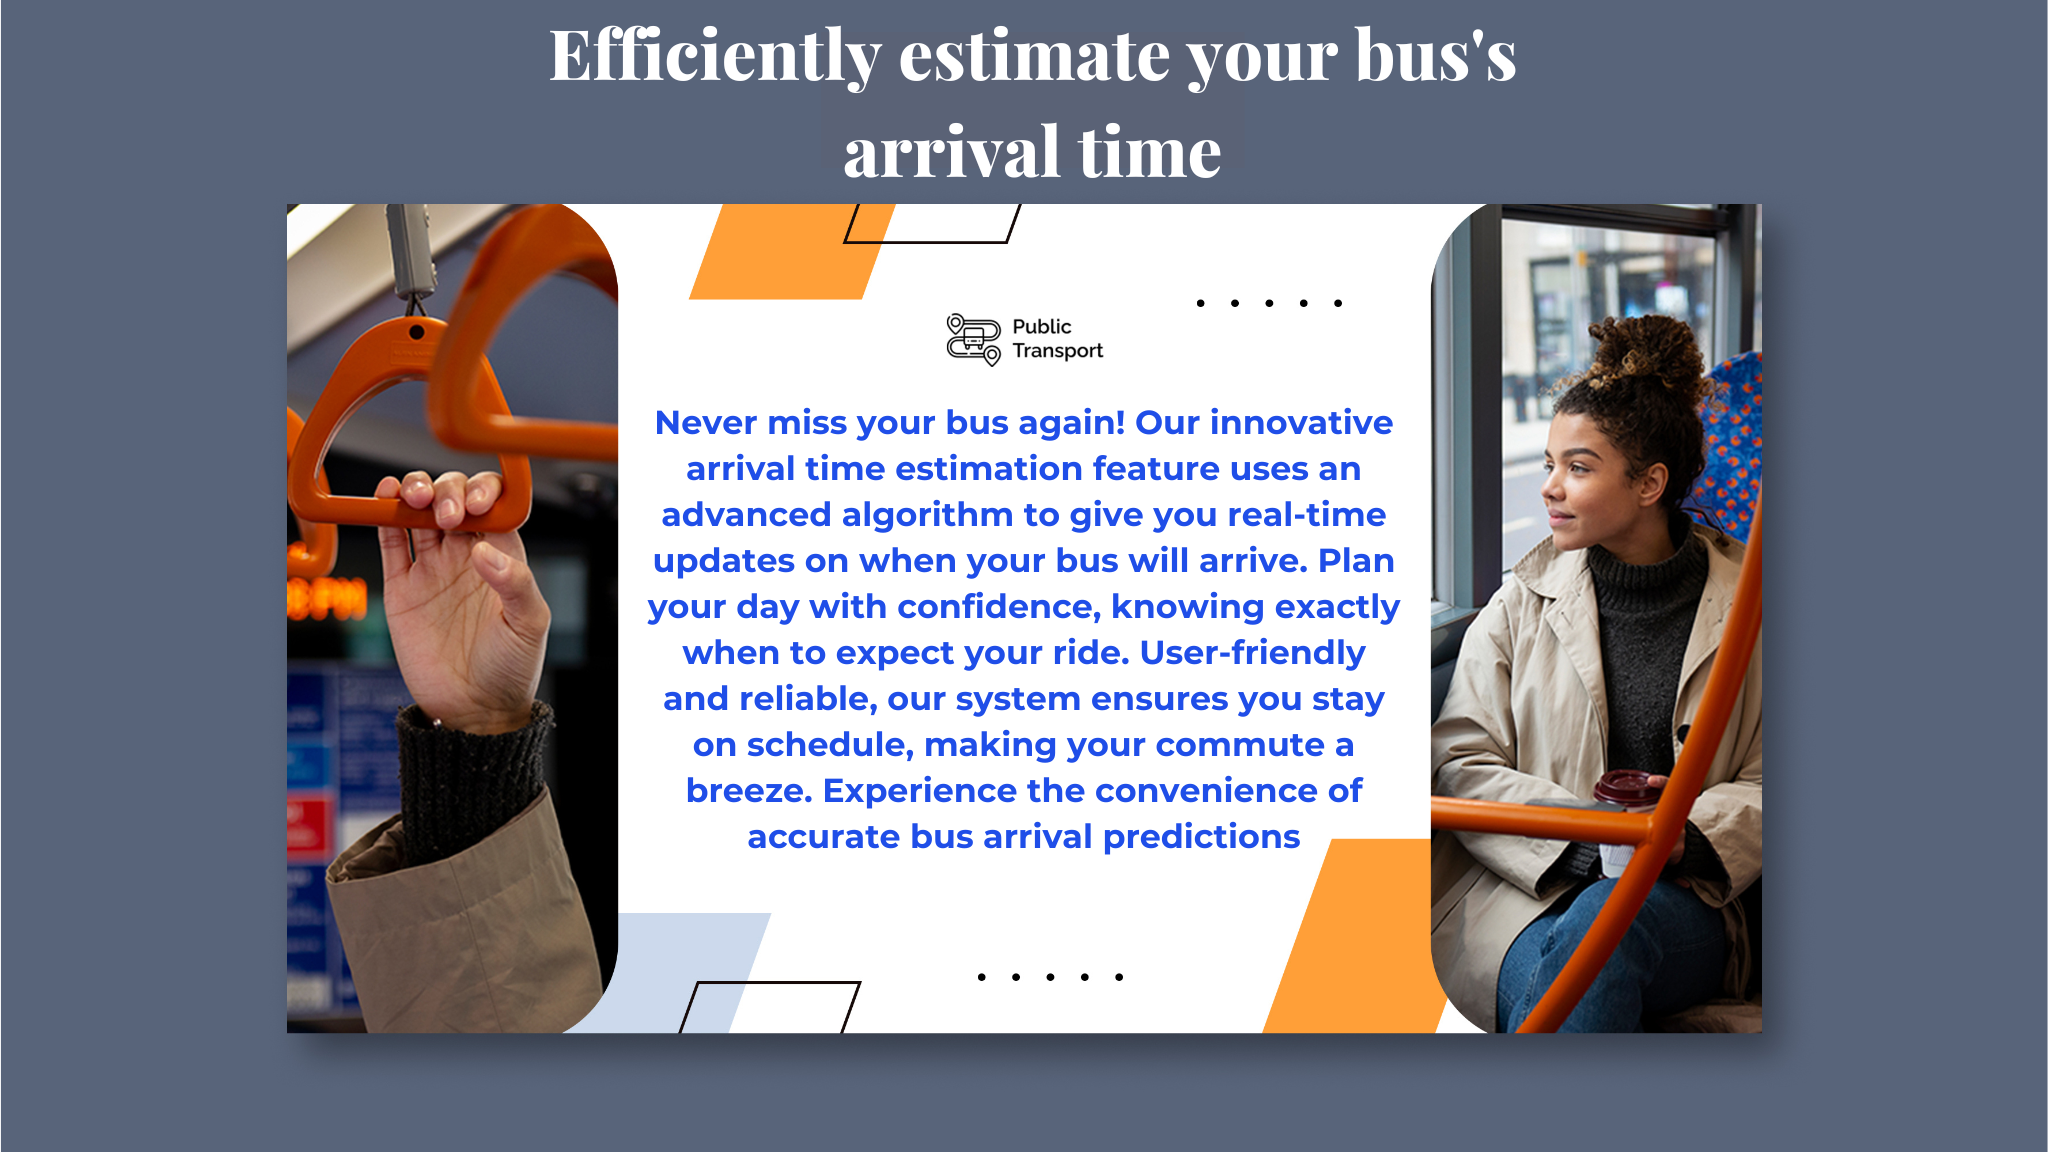 Efficiently estimate your bus's
arrival time
Public
Transport
Never miss your bus again! Our innovative
arrival time estimation feature uses an
advanced algorithm to give you real-time
updates on when your bus will arrive. Plan
your day with confidence, knowing exactly
when to expect your ride. User-friendly
and reliable, our system ensures you stay
on schedule, making your commute a
breeze. Experience the convenience of
accurate bus arrival predictions